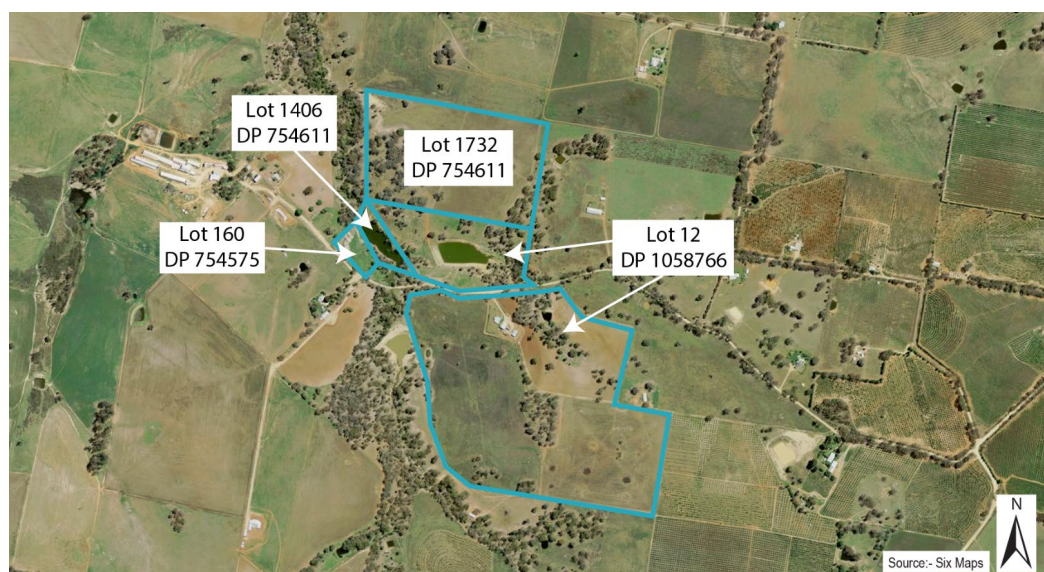 Lot 1406
DP 754611
Lot 1732
DP 754611
Lot 160
DP 754575
Lot 12
DP 1058766
N
Source:- Six Maps